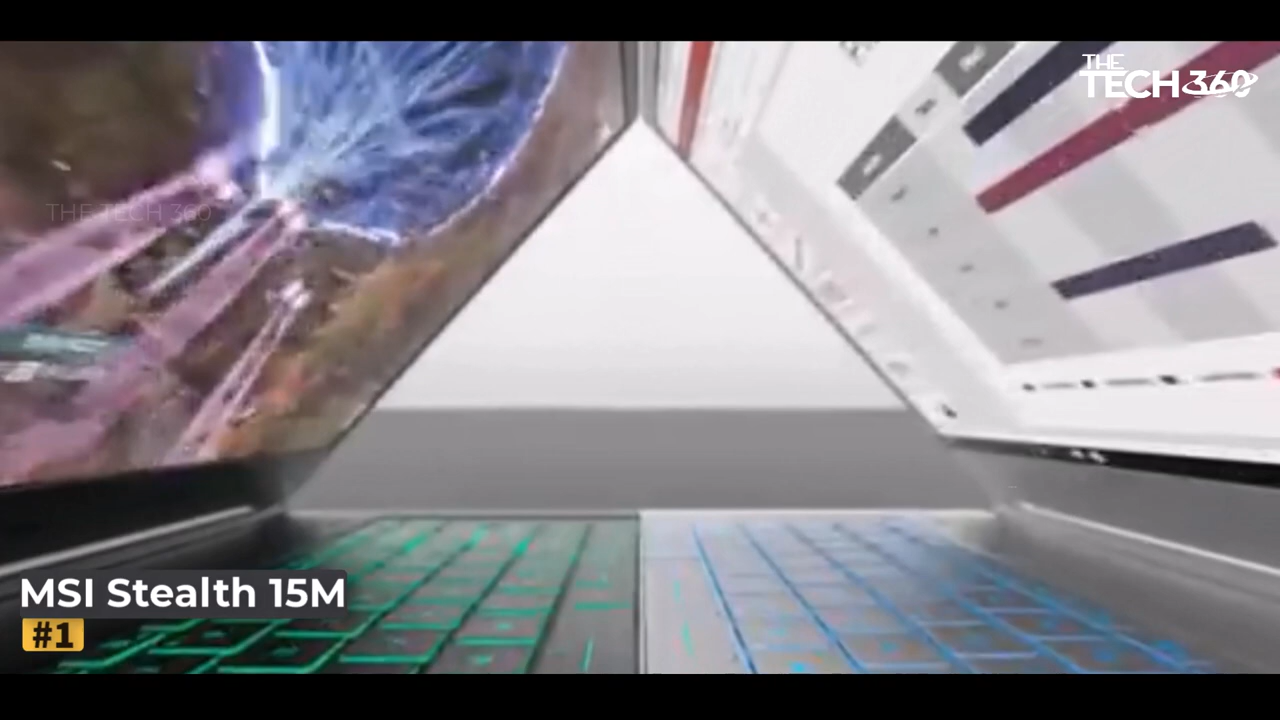 THE
TECH 360
THE TECH 360
MSI Stealth 15M
#1